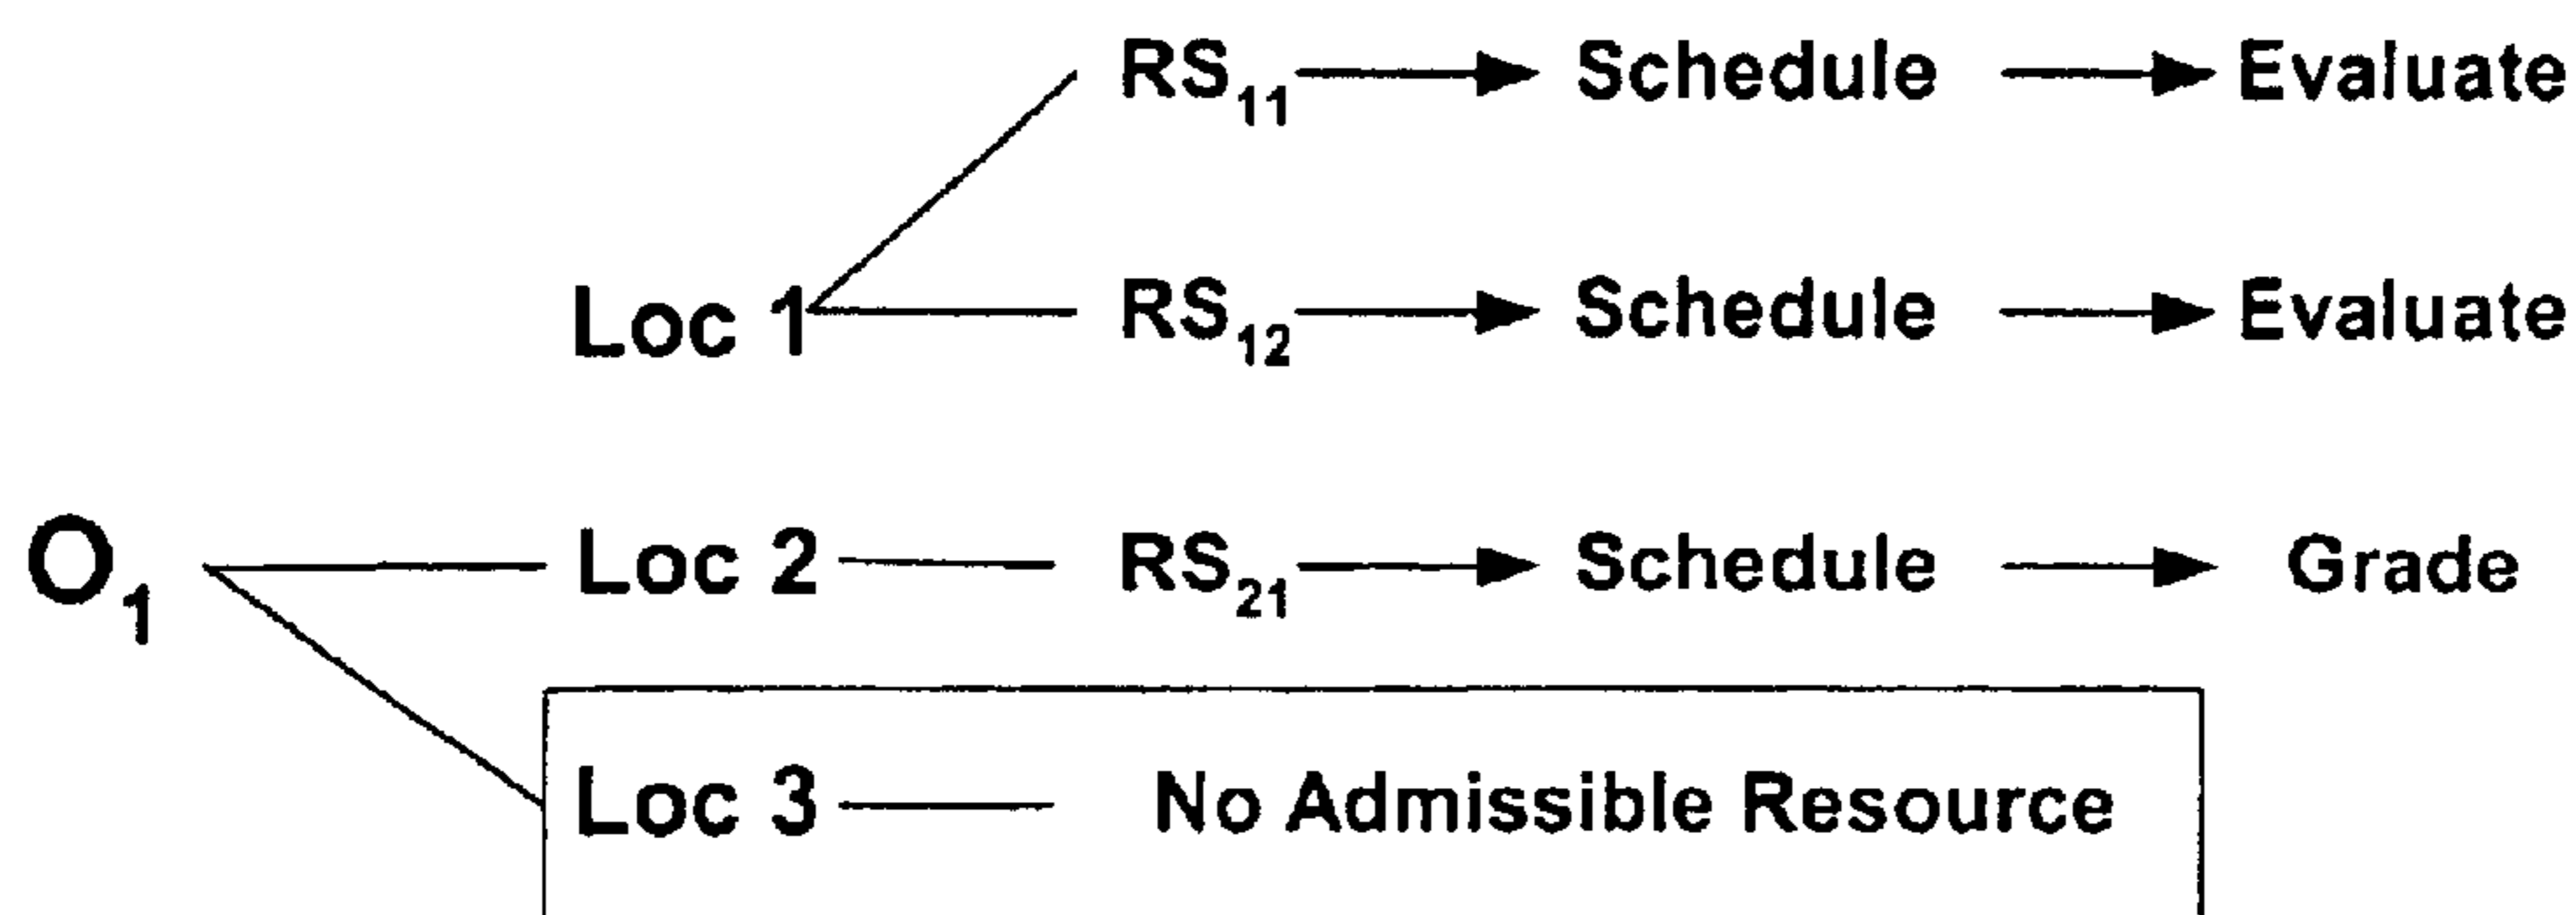 RS₁₁ Schedule Evaluate
Loc 1 RS₁₂ Schedule Evaluate
O₁ Loc 2 RS₂₁ Schedule Grade
Loc 3 No Admissible Resource